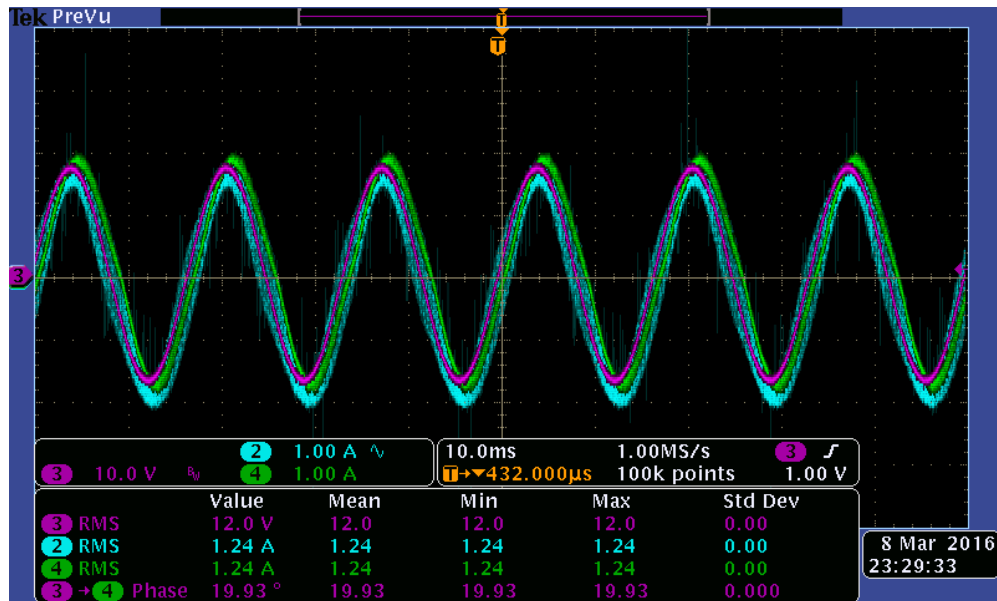 Tek PreVu
T
T
3
2 1.00 A ∿ 10.0ms 1.00MS/s 3 ƒ
3 10.0 V BW 4 1.00 A T→▼432.000μs 100k points 1.00 V
Value Mean Min Max Std Dev
3 RMS 12.0 V 12.0 12.0 12.0 0.00
2 RMS 1.24 A 1.24 1.24 1.24 0.00
4 RMS 1.24 A 1.24 1.24 1.24 0.00
3 → 4 Phase 19.93 ° 19.93 19.93 19.93 0.000
8 Mar 2016
23:29:33